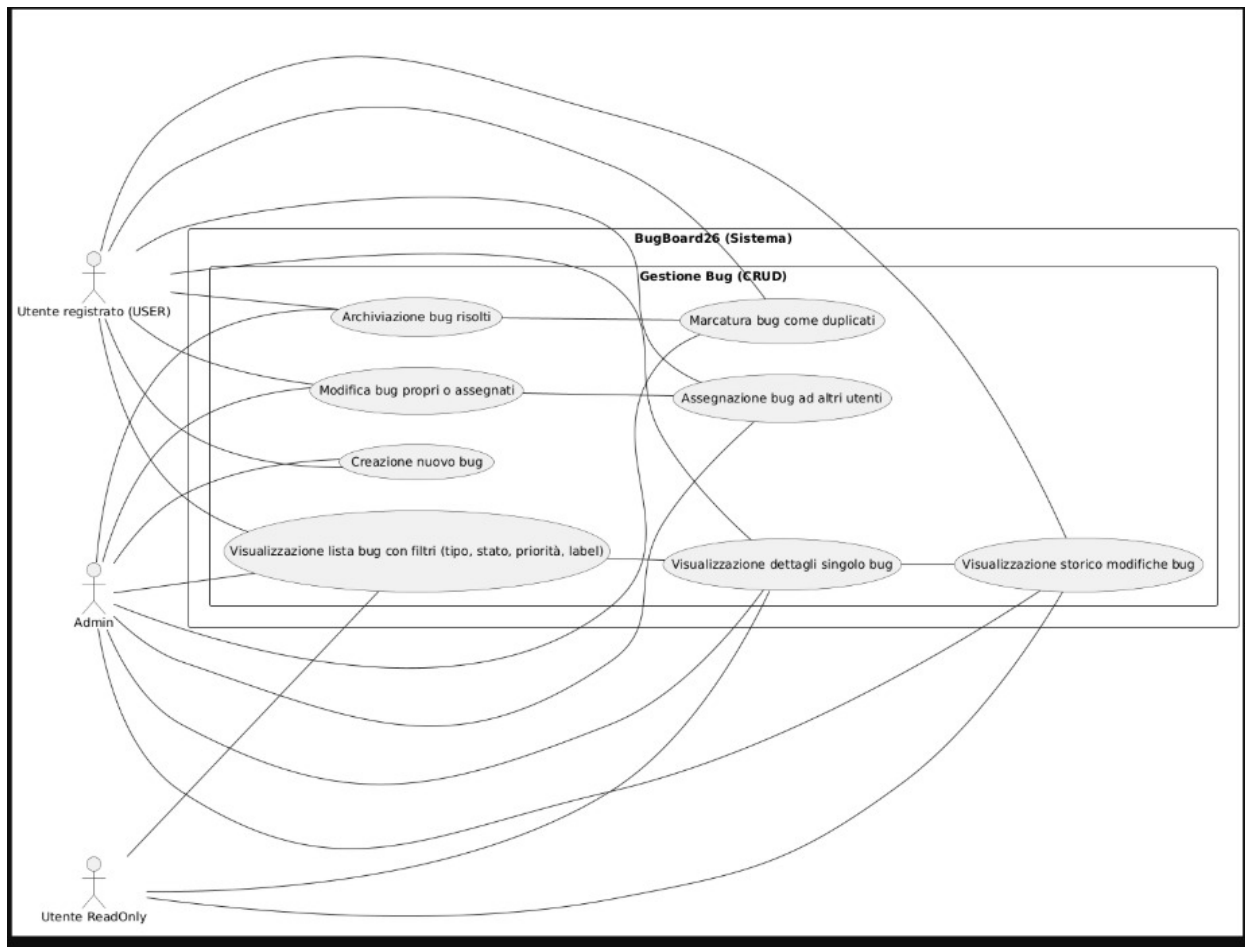 BugBoard26 (Sistema)
Gestione Bug (CRUD)
Utente registrato (USER)
Archiviazione bug risolti
Marcatura bug come duplicati
Modifica bug propri o assegnati
Assegnazione bug ad altri utenti
Creazione nuovo bug
Visualizzazione lista bug con filtri (tipo, stato, priorità, label)
Visualizzazione dettagli singolo bug
Visualizzazione storico modifiche bug
Admin
Utente ReadOnly